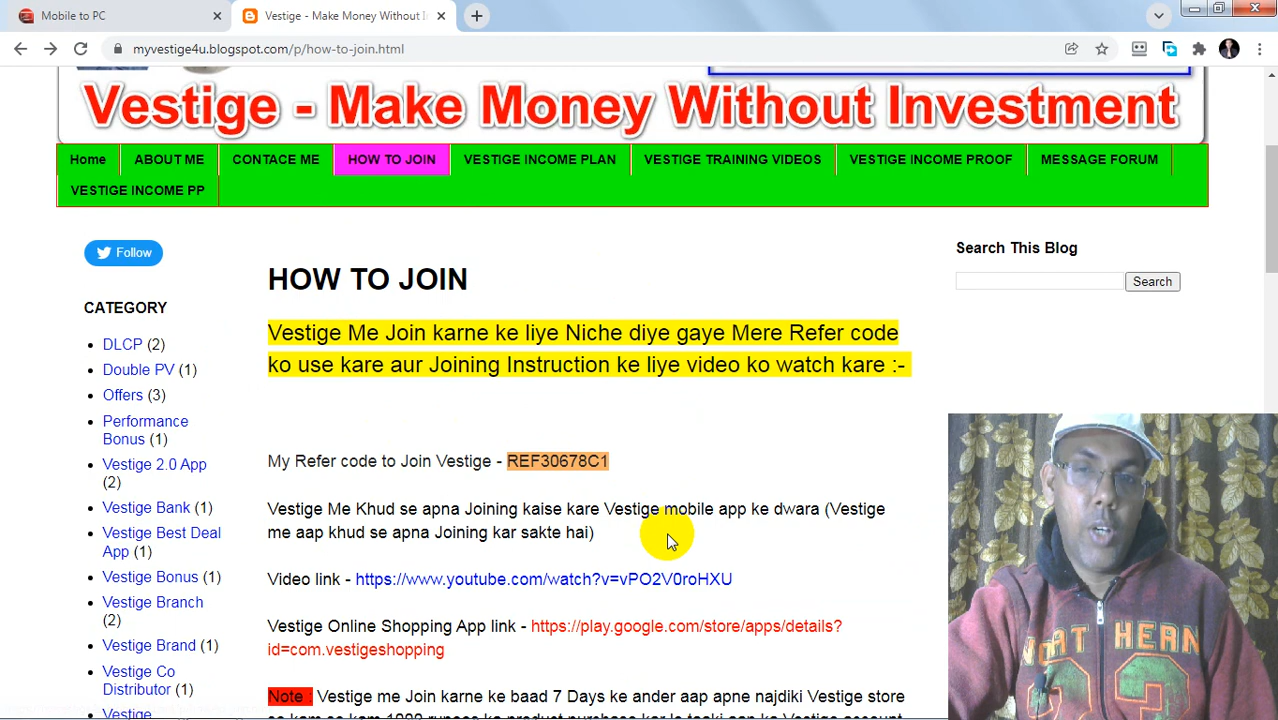 Mobile to PC
Vestige - Make Money Without I
myvestige4u.blogspot.com/p/how-to-join.html
Vestige - Make Money Without Investment
Home
ABOUT ME
CONTACE ME
HOW TO JOIN
VESTIGE INCOME PLAN
VESTIGE TRAINING VIDEOS
VESTIGE INCOME PROOF
MESSAGE FORUM
VESTIGE INCOME PP
Follow
CATEGORY
DLCP (2)
Double PV (1)
Offers (3)
Performance
Bonus (1)
Vestige 2.0 App
(2)
Vestige Bank (1)
Vestige Best Deal
App (1)
Vestige Bonus (1)
Vestige Branch
(2)
Vestige Brand (1)
Vestige Co
Distributor (1)
Vestige
HOW TO JOIN
Vestige Me Join karne ke liye Niche diye gaye Mere Refer code
ko use kare aur Joining Instruction ke liye video ko watch kare :-
My Refer code to Join Vestige - REF30678C1
Vestige Me Khud se apna Joining kaise kare Vestige mobile app ke dwara (Vestige
me aap khud se apna Joining kar sakte hai)
Video link - https://www.youtube.com/watch?v=vPO2V0roHXU
Vestige Online Shopping App link - https://play.google.com/store/apps/details?
id=com.vestigeshopping
Note : Vestige me Join karne ke baad 7 Days ke ander aap apne najdiki Vestige store
Search This Blog
Search
AT HERN